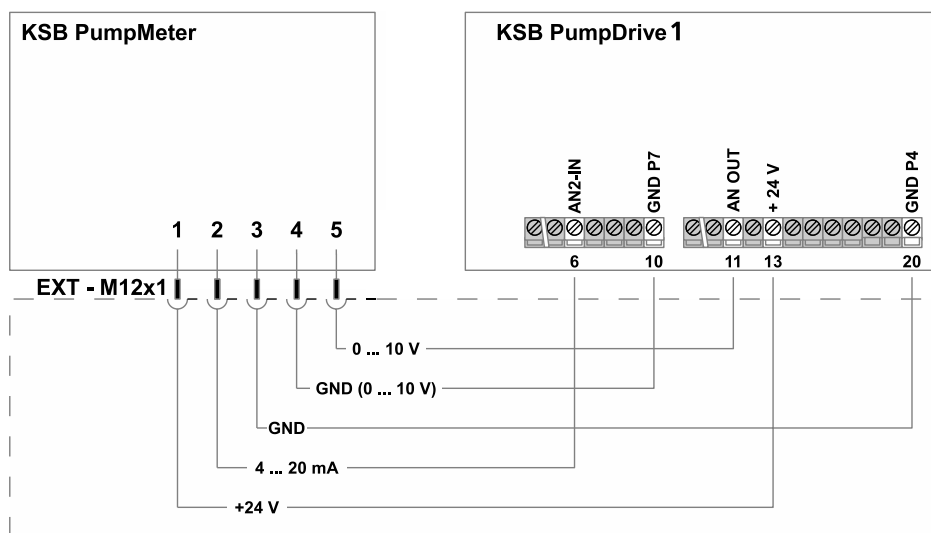 KSB PumpMeter
KSB PumpDrive 1
AN2-IN
GND P7
AN OUT
+ 24 V
GND P4
1 2 3 4 5
6 10 11 13 20
EXT - M12x1
0 ... 10 V
GND (0 ... 10 V)
GND
4 ... 20 mA
+24 V